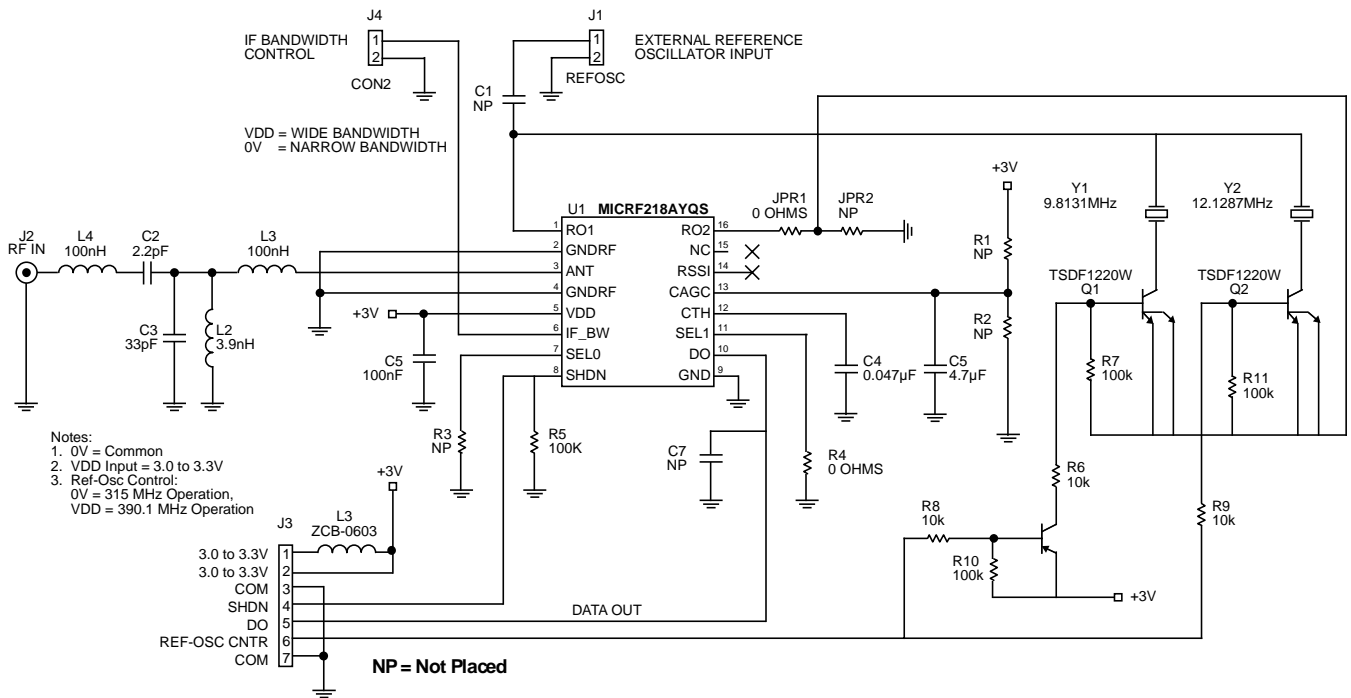 J4
IF BANDWIDTH
CONTROL
1
2
CON2
J1
1
2
EXTERNAL REFERENCE
OSCILLATOR INPUT
REFOSC
C1
NP
VDD = WIDE BANDWIDTH
0V = NARROW BANDWIDTH
J2
RF IN
L4
100nH
C2
2.2pF
L3
100nH
C3
33pF
L2
3.9nH
+3V
C5
100nF
U1 MICRF218AYQS
1 RO1
2 GNDRF
3 ANT
4 GNDRF
5 VDD
6 IF_BW
7 SEL0
8 SHDN
RO2 16
NC 15
RSSI 14
CAGC 13
CTH 12
SEL1 11
DO 10
GND 9
JPR1
0 OHMS
JPR2
NP
+3V
R1
NP
R2
NP
Y1
9.8131MHz
Y2
12.1287MHz
TSDF1220W
Q1
TSDF1220W
Q2
R7
100k
R11
100k
C4
0.047µF
C5
4.7µF
R3
NP
R5
100K
C7
NP
R4
0 OHMS
R6
10k
R8
10k
R9
10k
R10
100k
+3V
Notes:
1. 0V = Common
2. VDD Input = 3.0 to 3.3V
3. Ref-Osc Control:
0V = 315 MHz Operation,
VDD = 390.1 MHz Operation
+3V
J3
L3
ZCB-0603
3.0 to 3.3V 1
3.0 to 3.3V 2
COM 3
SHDN 4
DO 5
REF-OSC CNTR 6
COM 7
DATA OUT
NP = Not Placed